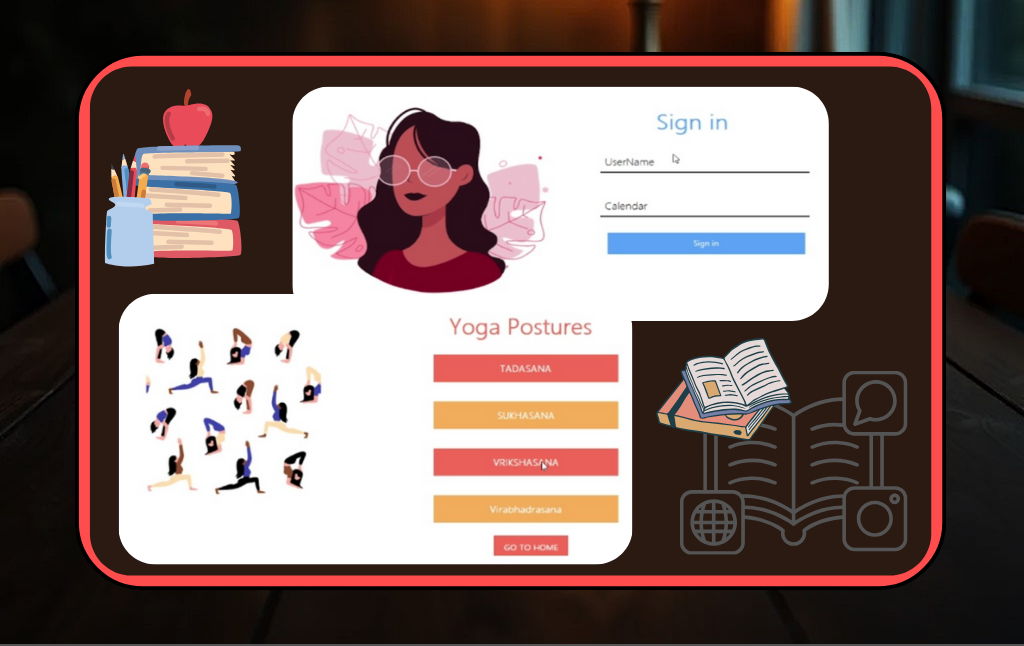 Sign in
UserName
Calendar
Sign in
Yoga Postures
TADASANA
SUKHASANA
VRIKSHASANA
Virabhadrasana
GO TO HOME